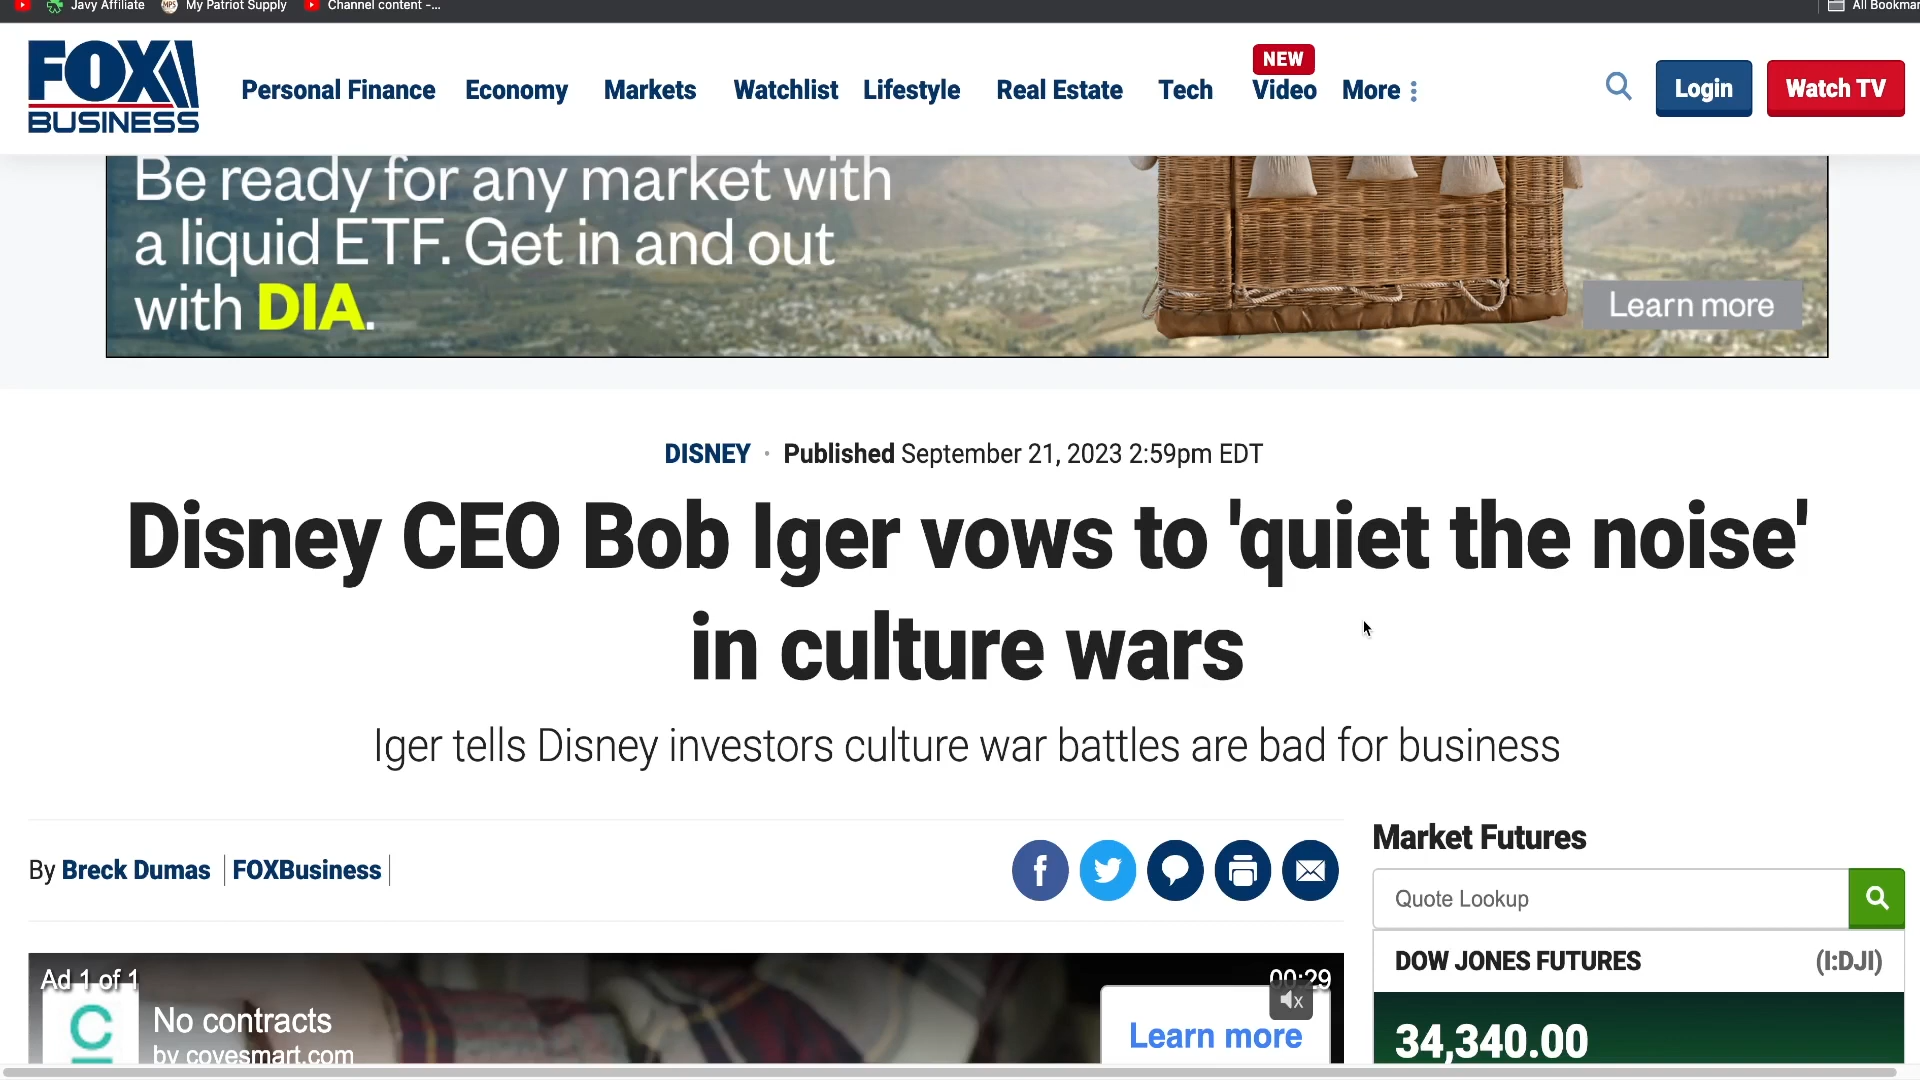 Javy Affiliate
My Patriot Supply
Channel content -...
All Bookmar
FOX
BUSINESS
Personal Finance
Economy
Markets
Watchlist
Lifestyle
Real Estate
Tech
NEW
Video
More
Login
Watch TV
Be ready for any market with
a liquid ETF. Get in and out
with DIA.
Learn more
DISNEY · Published September 21, 2023 2:59pm EDT
Disney CEO Bob Iger vows to 'quiet the noise'
in culture wars
Iger tells Disney investors culture war battles are bad for business
By Breck Dumas | FOXBusiness |
Market Futures
Quote Lookup
DOW JONES FUTURES (I:DJI)
34,340.00
Ad 1 of 1
00:29
No contracts
by covesmart.com
Learn more